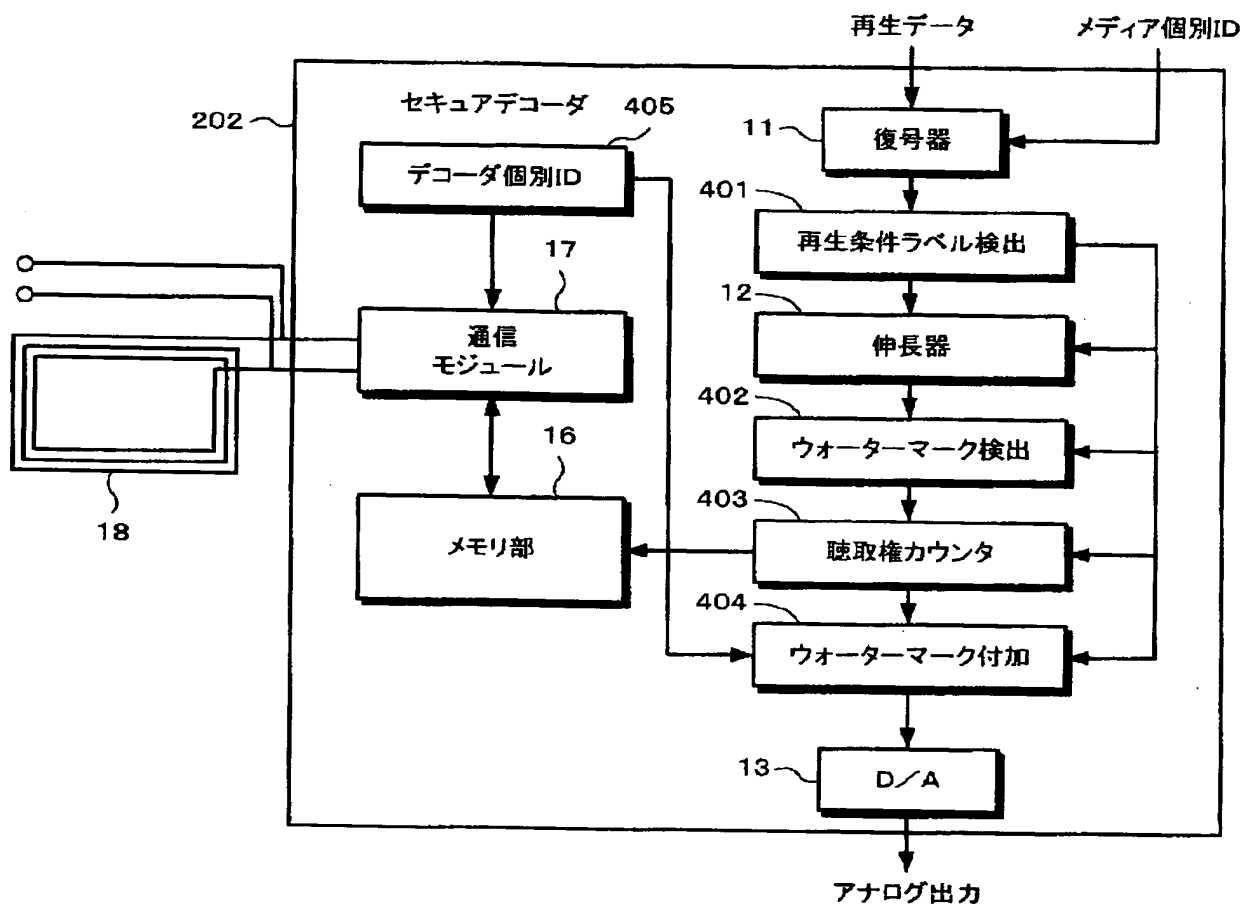 再生データ
メディア個別ID
セキュアデコーダ
405
202
11
復号器
デコーダ個別ID
401
再生条件ラベル検出
17
12
通信
モジュール
伸長器
402
ウォーターマーク検出
18
16
メモリ部
403
聴取権カウンタ
404
ウォーターマーク付加
13
D/A
アナログ出力